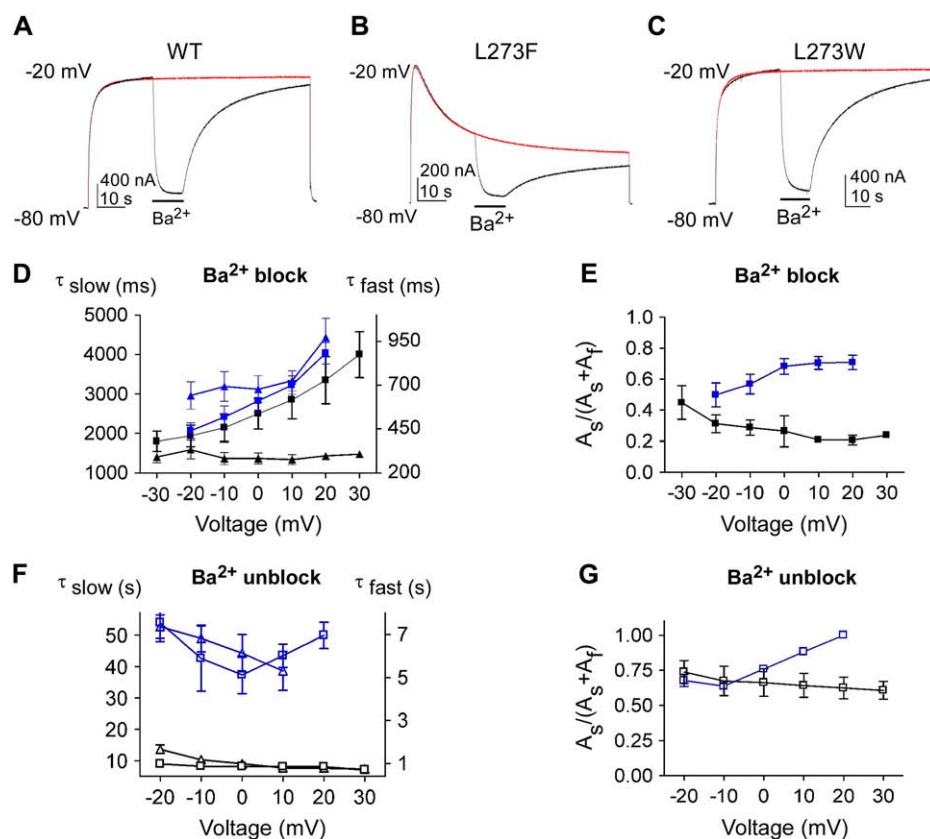 A
WT
-20 mV
400 nA
10 s
-80 mV
Ba2+
B
L273F
200 nA
10 s
Ba2+
C
L273W
-20 mV
400 nA
10 s
-80 mV
Ba2+
D
τ slow (ms)
Ba2+ block
τ fast (ms)
5000
4000
3000
2000
1000
950
700
450
200
-30 -20 -10 0 10 20 30
Voltage (mV)
E
Ba2+ block
As/(As+Af)
1.0
0.8
0.6
0.4
0.2
0.0
-30 -20 -10 0 10 20 30
Voltage (mV)
F
τ slow (s)
Ba2+ unblock
τ fast (s)
50
40
30
20
10
7
5
3
1
-20 -10 0 10 20 30
Voltage (mV)
G
Ba2+ unblock
As/(As+Af)
1.00
0.75
0.50
0.25
0.00
-20 -10 0 10 20 30
Voltage (mV)